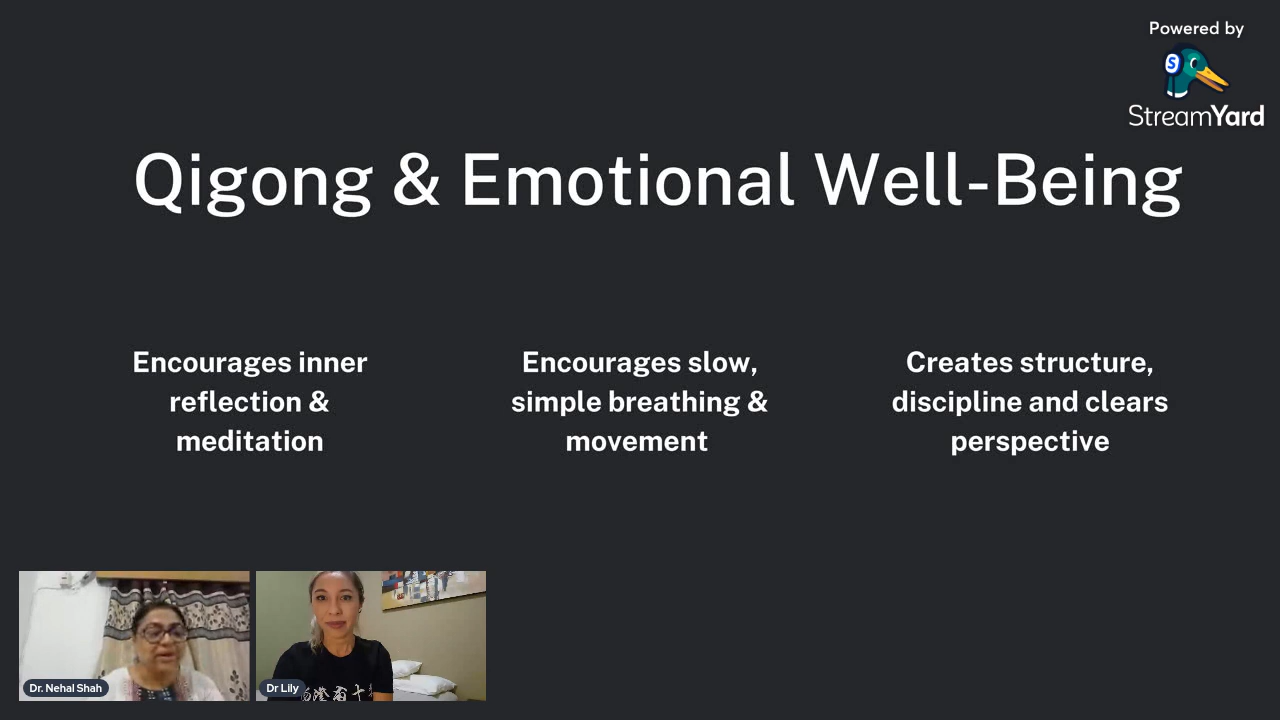 Powered by
S
StreamYard
Qigong & Emotional Well-Being
Encourages inner
reflection &
meditation
Encourages slow,
simple breathing &
movement
Creates structure,
discipline and clears
perspective
Dr. Nehal Shah
Dr Lily